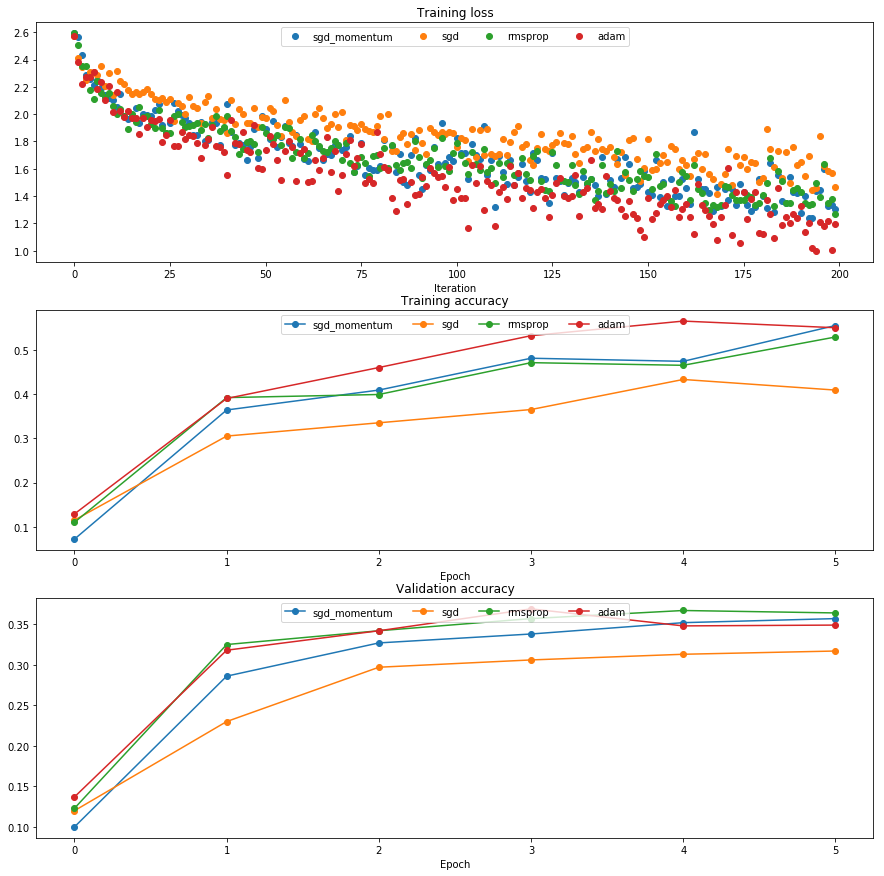 Training loss
sgd_momentum sgd rmsprop adam
2.6
2.4
2.2
2.0
1.8
1.6
1.4
1.2
1.0
0 25 50 75 100 125 150 175 200
Iteration
Training accuracy
sgd_momentum sgd rmsprop adam
0.5
0.4
0.3
0.2
0.1
0 1 2 3 4 5
Epoch
Validation accuracy
sgd_momentum sgd rmsprop adam
0.35
0.30
0.25
0.20
0.15
0.10
0 1 2 3 4 5
Epoch